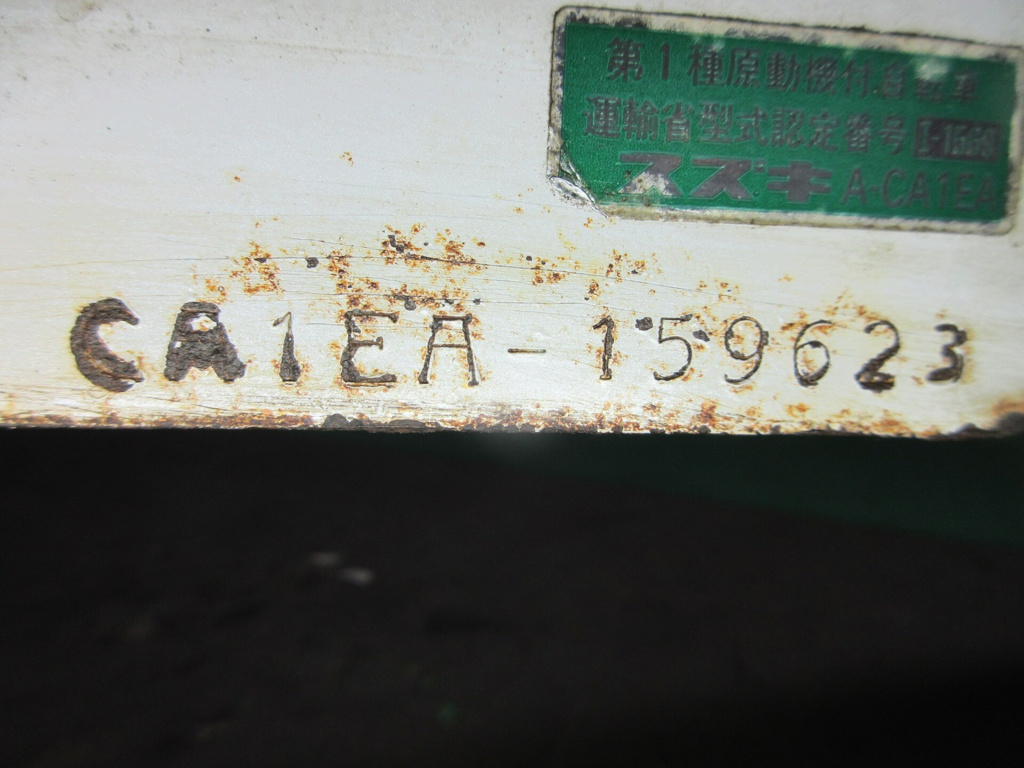 第1種原動機付自転車
運輸省型式認定番号 I-1560
スズキ A-CA1EA
CA1EA-159623